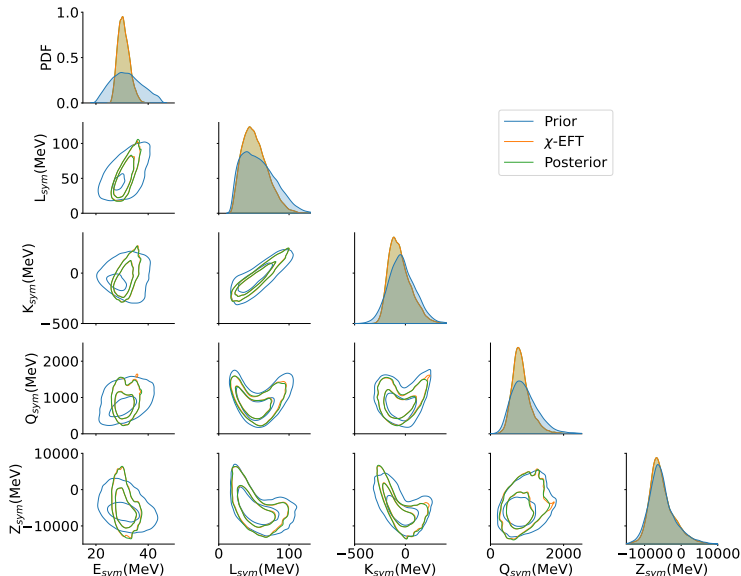 1.0
PDF
0.5
0.0
Prior
χ-EFT
Posterior
100
L_sym(MeV)
50
0
K_sym(MeV)
0
−500
2000
Q_sym(MeV)
1000
0
10000
Z_sym(MeV)
0
−10000
20 40 0 100 −500 0 0 2000 −10000 10000
E_sym(MeV) L_sym(MeV) K_sym(MeV) Q_sym(MeV) Z_sym(MeV)